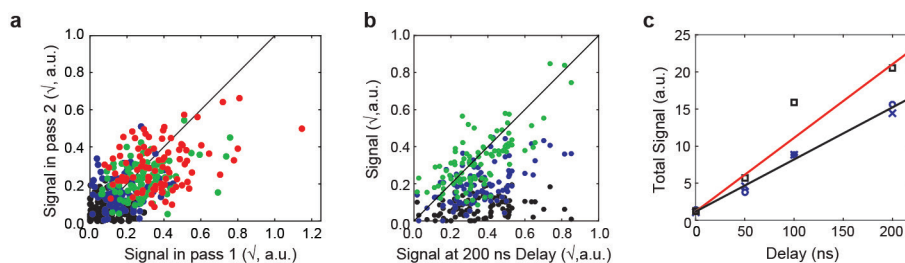 a
Signal in pass 2 (√, a.u.)
1.0
0.8
0.6
0.4
0.2
0.0
0.0 0.2 0.4 0.6 0.8 1.0 1.2
Signal in pass 1 (√, a.u.)
b
Signal (√,a.u.)
1.0
0.8
0.6
0.4
0.2
0.0
0.0 0.2 0.4 0.6 0.8 1.0
Signal at 200 ns Delay (√,a.u.)
c
Total Signal (a.u.)
25
20
15
10
5
0
0 50 100 150 200
Delay (ns)